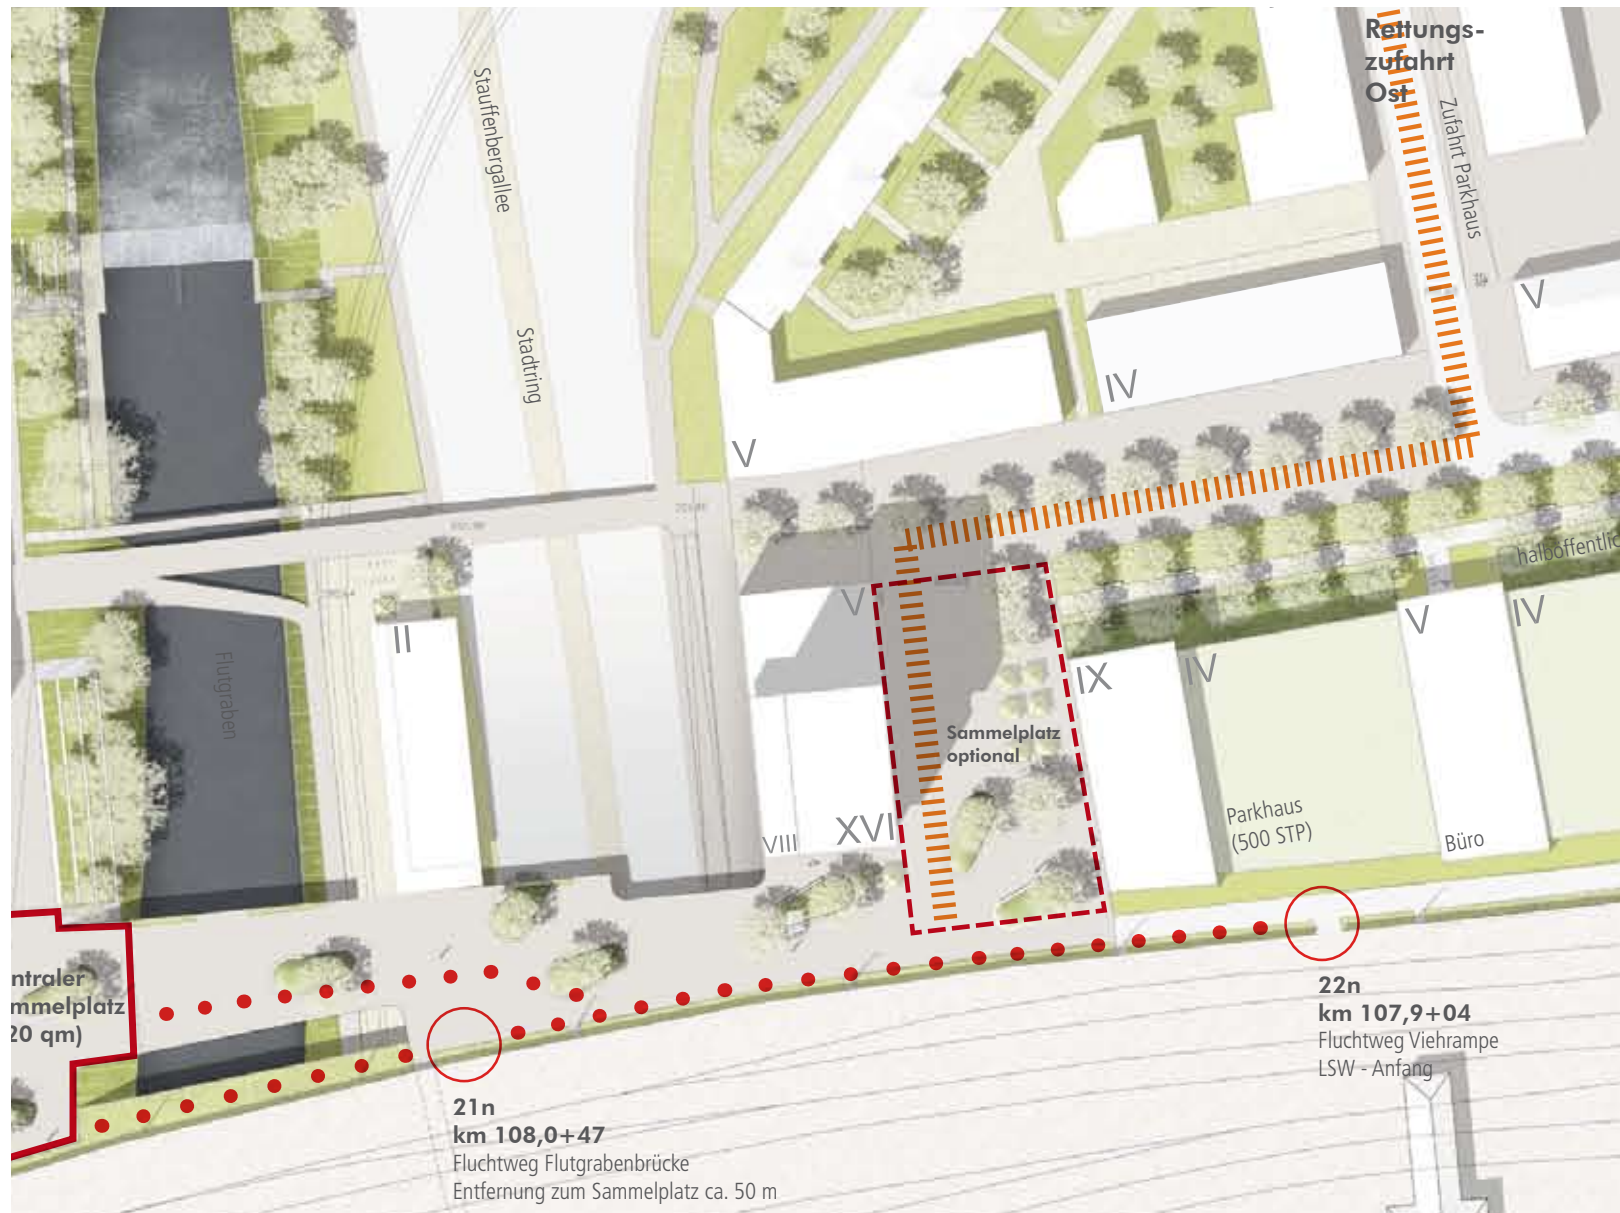 Rettungs-
zufahrt
Ost
Zufahrt Parkhaus
Stauffenbergallee
Stadtring
V
IV
V
V
II
IX
IV
V
IV
halböffentlic
Flutgraben
Sammelplatz
optional
VIII
XVI
Parkhaus
(500 STP)
Büro
ntraler
mmelplatz
20 qm)
22n
km 107,9+04
Fluchtweg Viehrampe
LSW - Anfang
21n
km 108,0+47
Fluchtweg Flutgrabenbrücke
Entfernung zum Sammelplatz ca. 50 m